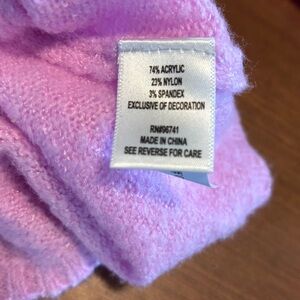 74% ACRYLIC
23% NYLON
3% SPANDEX
EXCLUSIVE OF DECORATION
RN#96741
MADE IN CHINA
SEE REVERSE FOR CARE